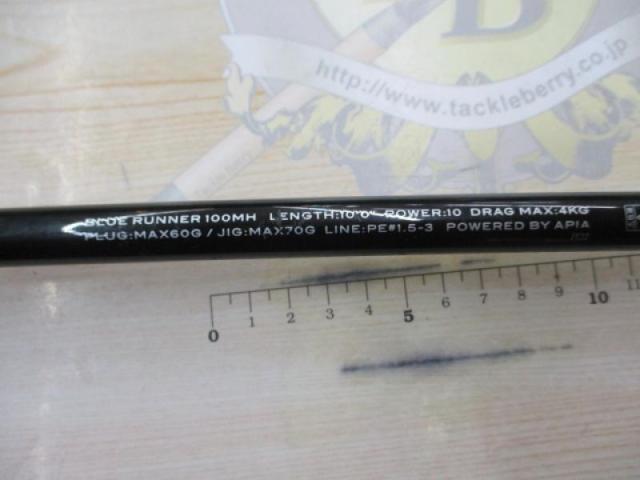 B
http://www.tackleberry.co.jp
BLUE RUNNER 100MH LENGTH:10'0" POWER:10 DRAG MAX:4KG
PLUG:MAX60G / JIG:MAX70G LINE:PE#1.5-3 POWERED BY APIA
0 1 2 3 4 5 6 7 8 9 10 11